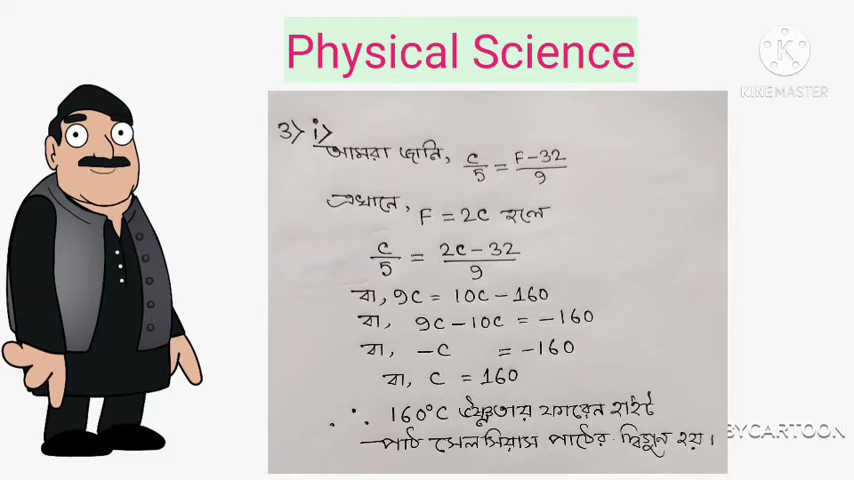 Physical Science
K
KINEMASTER
3) i)
আমরা জানি, C/5 = F-32/9
এখানে, F = 2C হলে
C/5 = 2C-32/9
বা, 9C = 10C-160
বা, 9C-10C = -160
বা, -C = -160
বা, C = 160
∴ 160°C উষ্ণতায় ফারেন হাইট
পাঠ সেলসিয়াস পাঠের দ্বিগুন হয়।
BYCARTOON